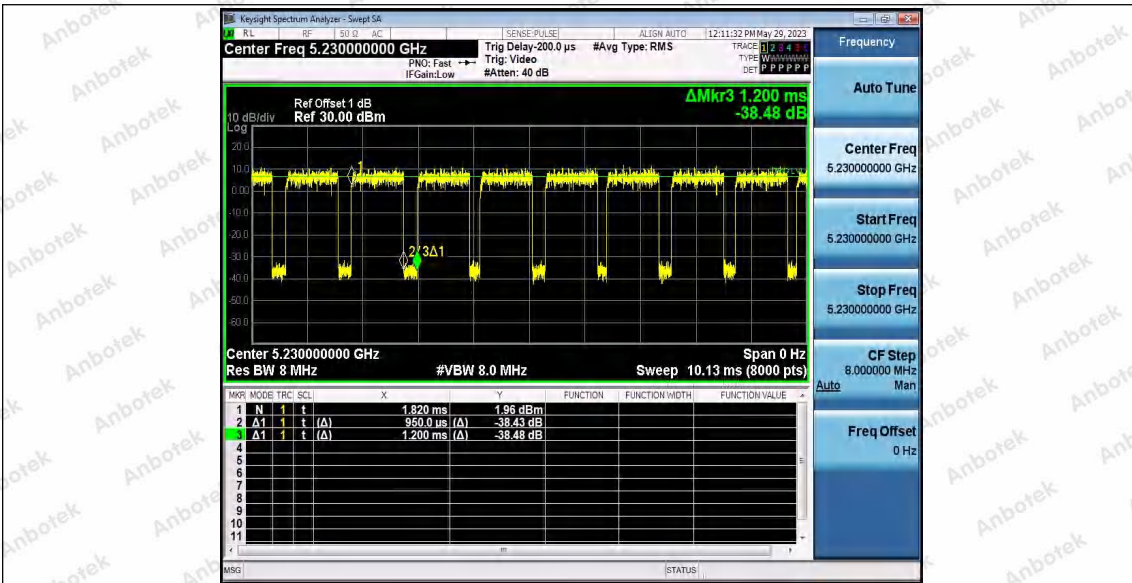 Keysight Spectrum Analyzer - Swept SA
RL RF 50 Ω AC SENSE:PULSE ALIGN AUTO 12:11:32 PM May 29, 2023
Center Freq 5.230000000 GHz
PNO: Fast
IFGain:Low
Trig Delay-200.0 µs
Trig: Video
#Atten: 40 dB
#Avg Type: RMS
TRACE 1 2 3 4 5 6
TYPE WWWWWW
DET P P P P P P
Frequency
Auto Tune
Center Freq
5.230000000 GHz
Start Freq
5.230000000 GHz
Stop Freq
5.230000000 GHz
CF Step
8.000000 MHz
Auto Man
Freq Offset
0 Hz
ΔMkr3 1.200 ms
-38.48 dB
Ref Offset 1 dB
10 dB/div Ref 30.00 dBm
Log
20.0
10.0
0.00
-10.0
-20.0
-30.0
-40.0
-50.0
-60.0
1
2/3Δ1
Center 5.230000000 GHz Span 0 Hz
Res BW 8 MHz #VBW 8.0 MHz Sweep 10.13 ms (8000 pts)
MKR MODE TRC SCL X Y FUNCTION FUNCTION WIDTH FUNCTION VALUE
1 N 1 t 1.820 ms 1.96 dBm
2 Δ1 1 t (Δ) 950.0 µs (Δ) -38.43 dB
3 Δ1 1 t (Δ) 1.200 ms (Δ) -38.48 dB
4
5
6
7
8
9
10
11
MSG STATUS
Anbotek